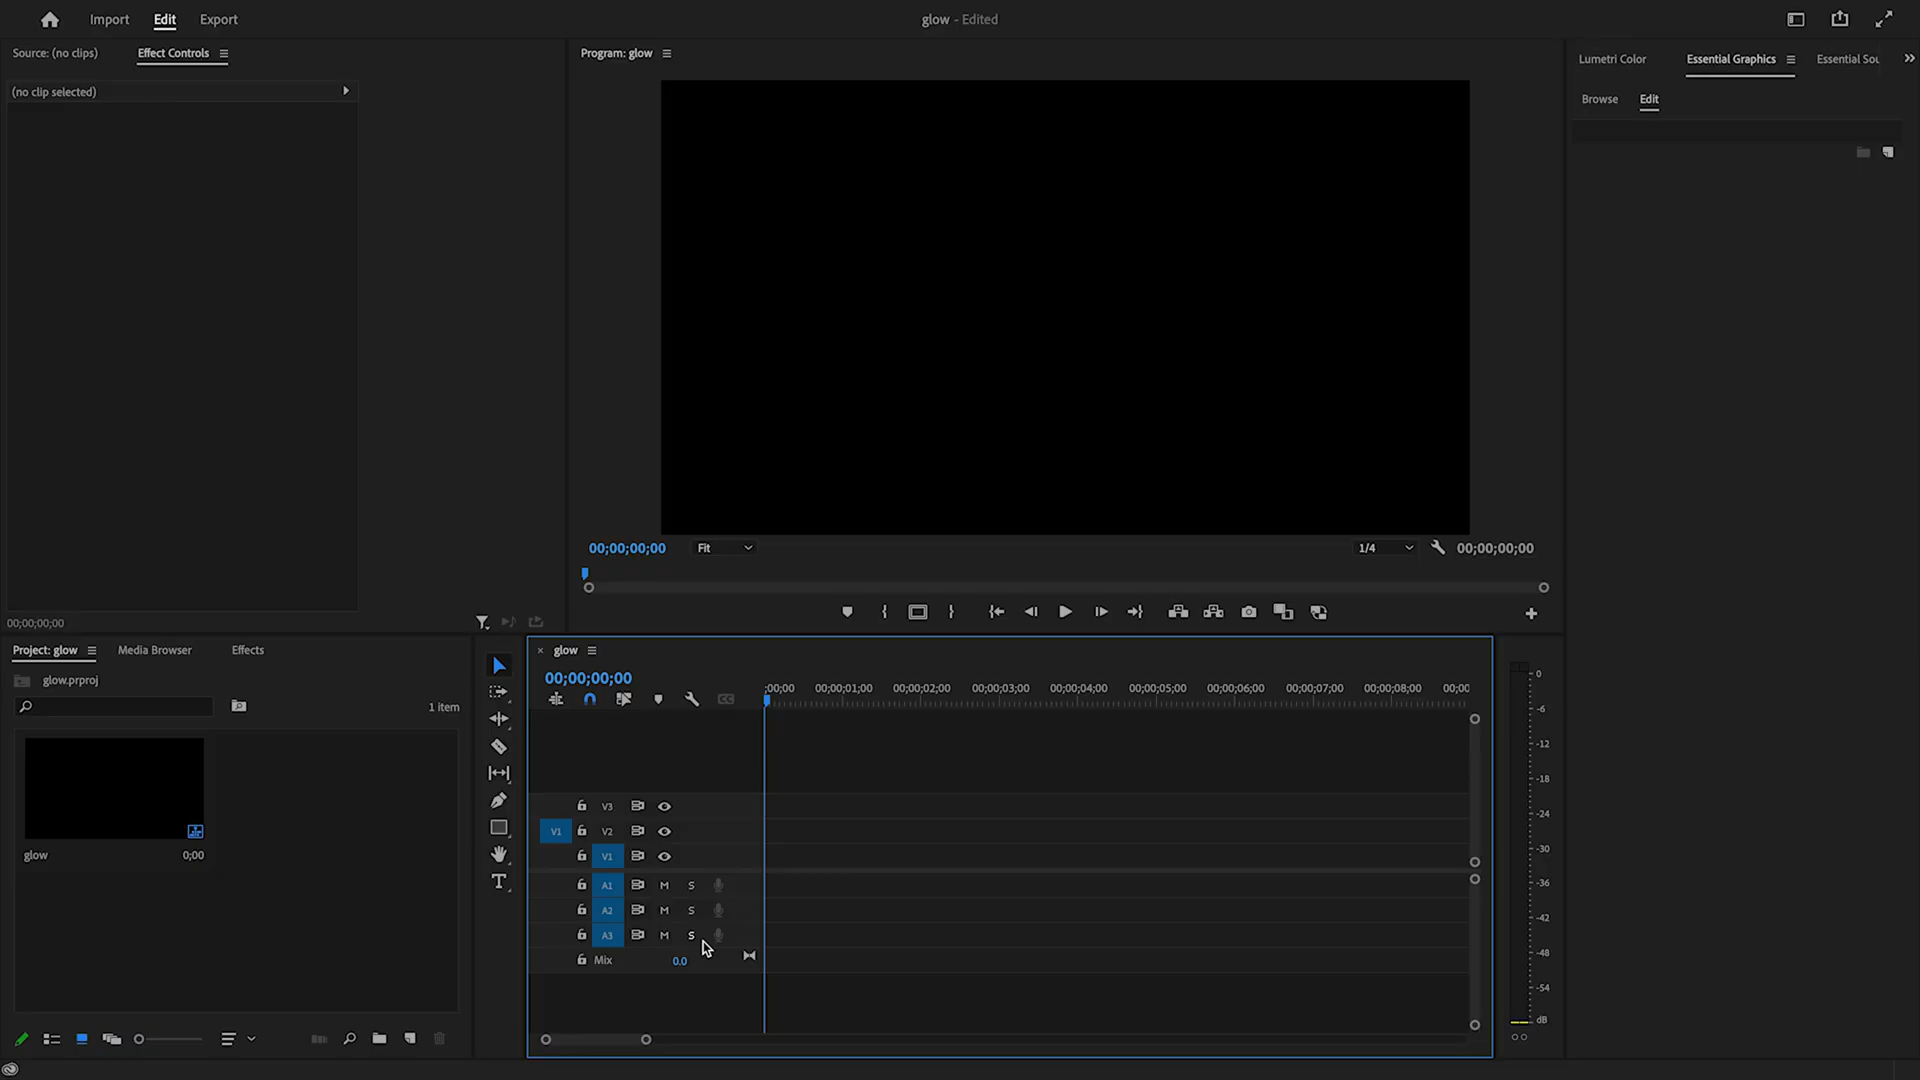 Import Edit Export
glow - Edited
Source: (no clips) Effect Controls
(no clip selected)
00;00;00;00
Program: glow
00;00;00;00 Fit 1/4 00;00;00;00
Lumetri Color Essential Graphics Essential Sou
Browse Edit
Project: glow Media Browser Effects
glow.prproj
1 item
glow 0;00
glow
00;00;00;00
;00;00 00;00;01;00 00;00;02;00 00;00;03;00 00;00;04;00 00;00;05;00 00;00;06;00 00;00;07;00 00;00;08;00 00;00
CC
V3
V1 V2
V1
A1 M S
A2 M S
A3 M S
Mix 0.0
T
0
-6
-12
-18
-24
-30
-36
-42
-48
-54
dB